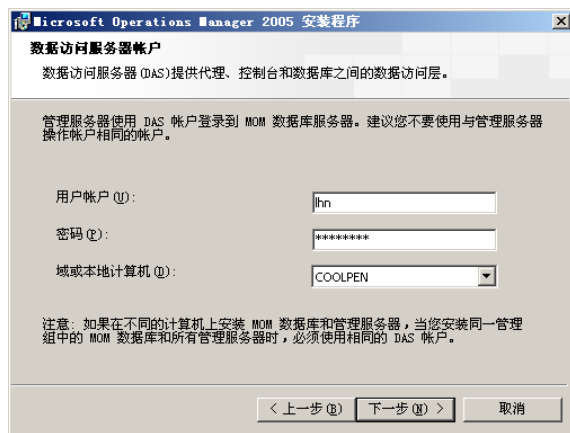 Microsoft Operations Manager 2005 安装程序
数据访问服务器帐户
数据访问服务器(DAS)提供代理、控制台和数据库之间的数据访问层。
管理服务器使用 DAS 帐户登录到 MOM 数据库服务器。建议您不要使用与管理服务器
操作帐户相同的帐户。
用户帐户(U):
lhn
密码(P):
********
域或本地计算机(D):
COOLPEN
注意: 如果在不同的计算机上安装 MOM 数据库和管理服务器，当您安装同一管理
组中的 MOM 数据库和所有管理服务器时，必须使用相同的 DAS 帐户。
< 上一步(B) 下一步(N) > 取消